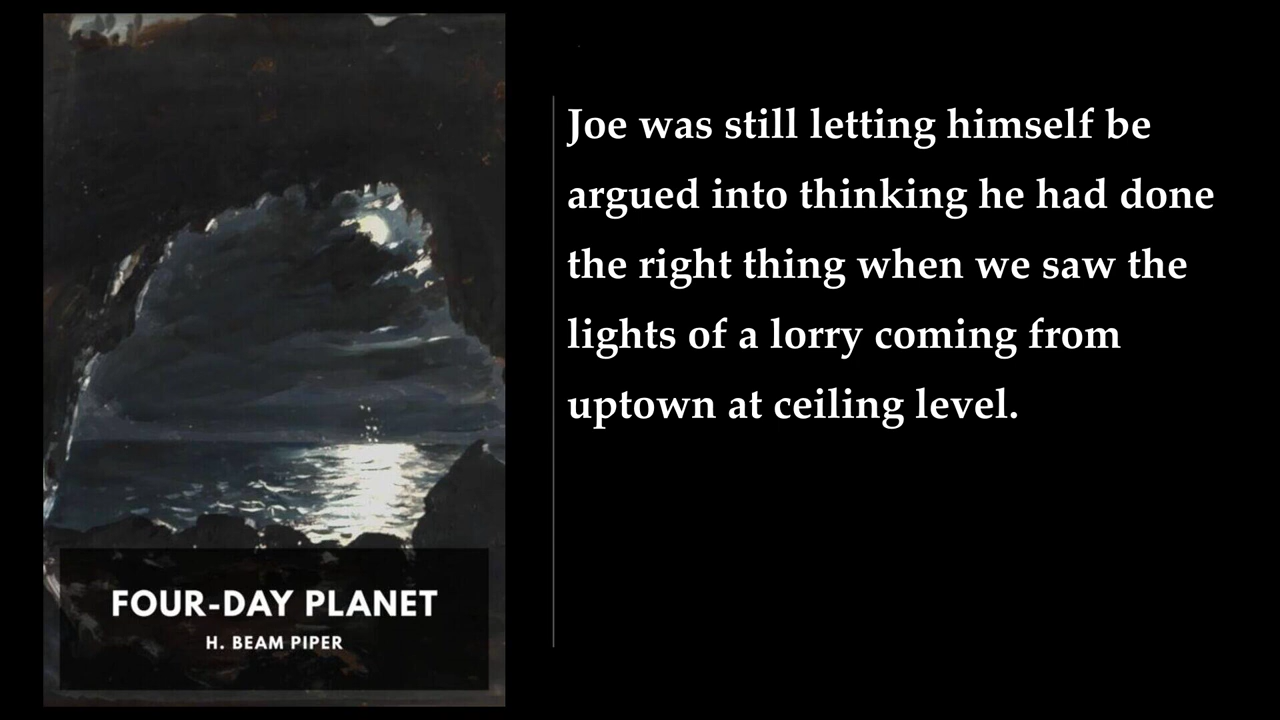 Joe was still letting himself be
argued into thinking he had done
the right thing when we saw the
lights of a lorry coming from
uptown at ceiling level.
FOUR-DAY PLANET
H. BEAM PIPER